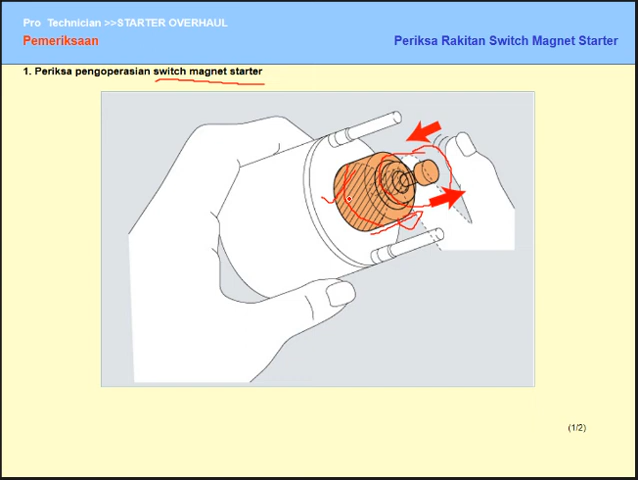 Pro Technician >>STARTER OVERHAUL
Pemeriksaan
Periksa Rakitan Switch Magnet Starter
1. Periksa pengoperasian switch magnet starter
(1/2)